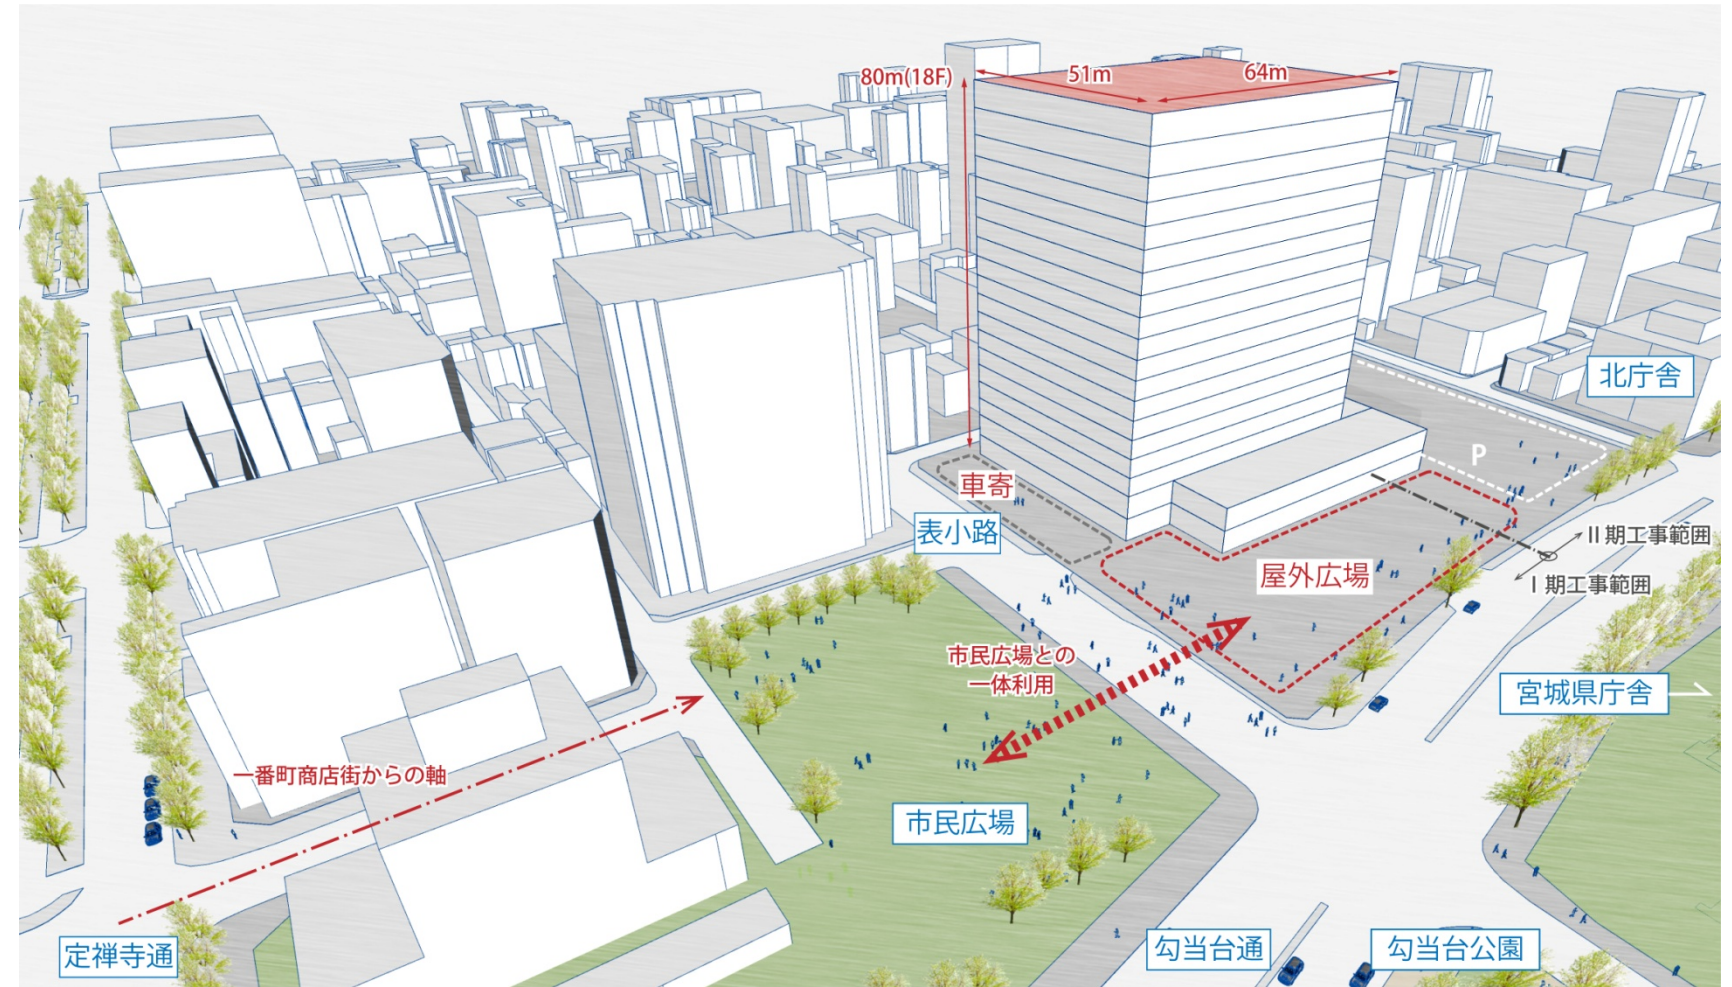 80m(18F)
51m
64m
北庁舎
P
車寄
表小路
屋外広場
II期工事範囲
I期工事範囲
市民広場との
一体利用
宮城県庁舎
一番町商店街からの軸
市民広場
定禅寺通
勾当台通
勾当台公園